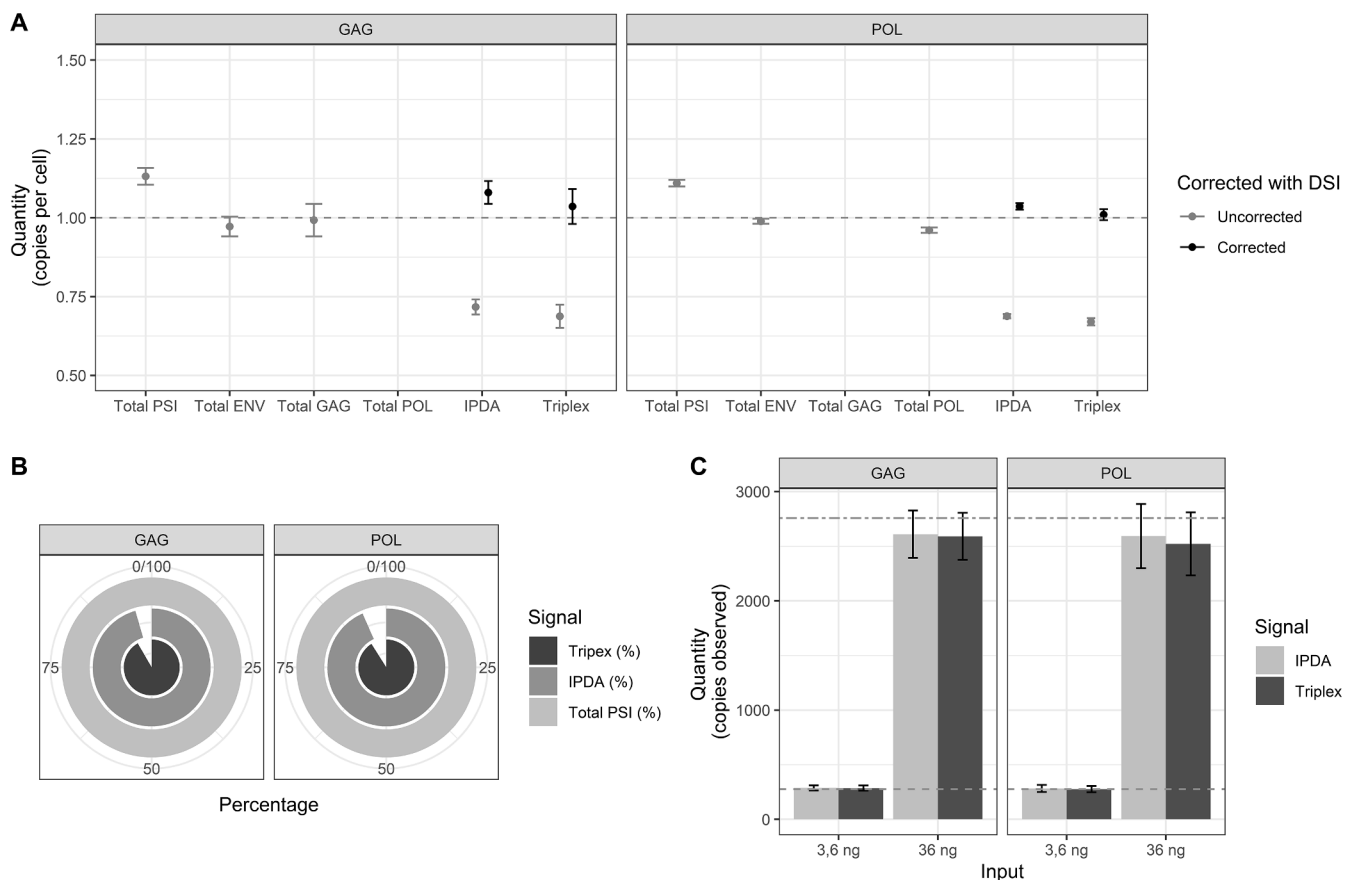 A
GAG
POL
Quantity
(copies per cell)
1.50
1.25
1.00
0.75
0.50
Total PSI
Total ENV
Total GAG
Total POL
IPDA
Triplex
Total PSI
Total ENV
Total GAG
Total POL
IPDA
Triplex
Corrected with DSI
Uncorrected
Corrected
B
GAG
POL
0/100
25
50
75
0/100
25
50
75
Percentage
Signal
Tripex (%)
IPDA (%)
Total PSI (%)
C
GAG
POL
Quantity
(copies observed)
3000
2000
1000
0
3,6 ng
36 ng
3,6 ng
36 ng
Input
Signal
IPDA
Triplex